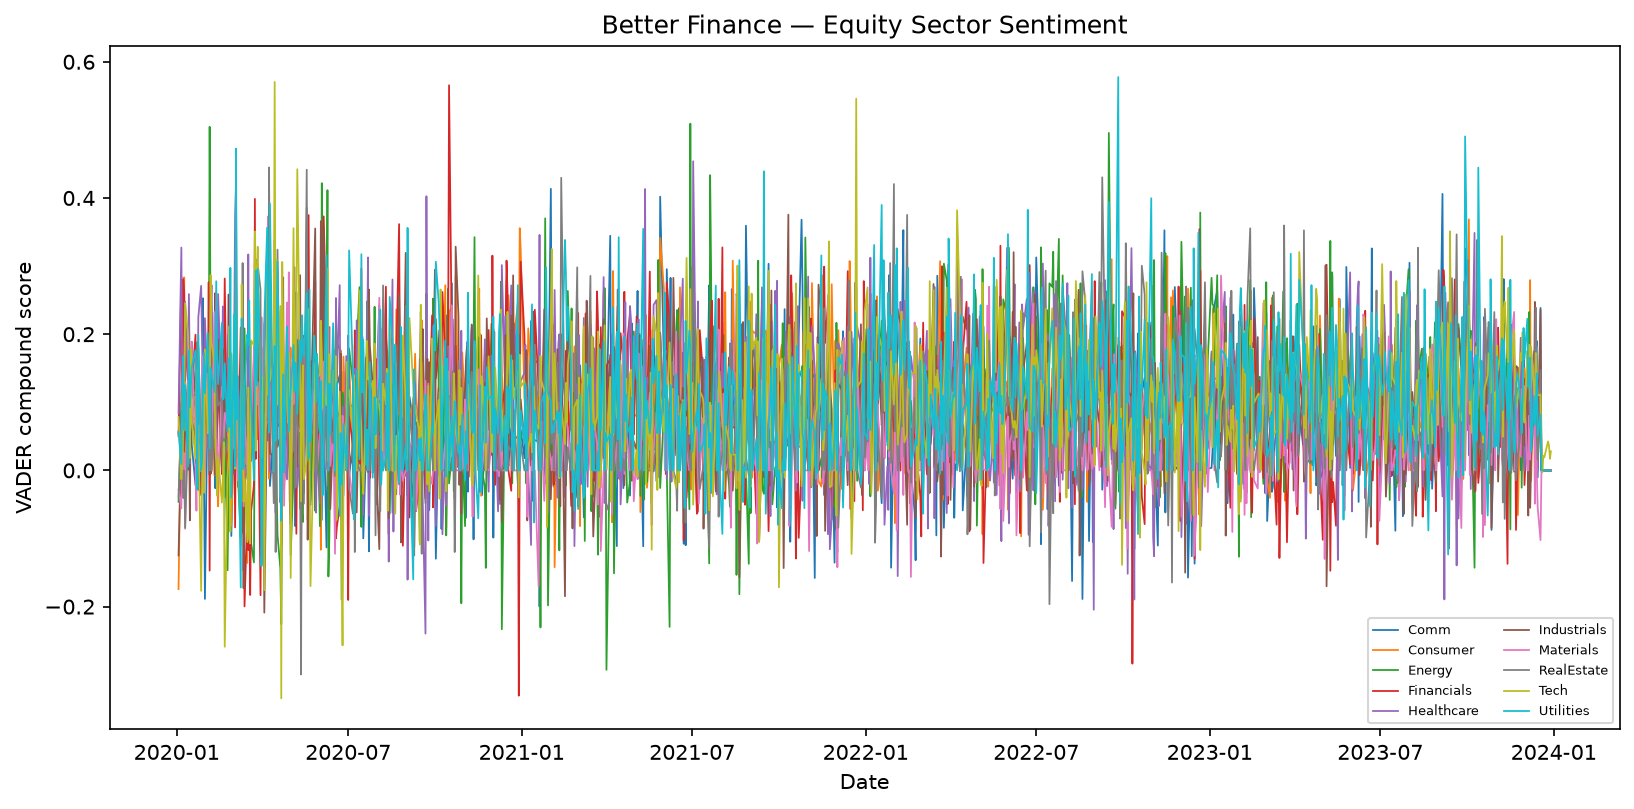 Better Finance — Equity Sector Sentiment
VADER compound score
0.6
0.4
0.2
0.0
−0.2
2020-01
2020-07
2021-01
2021-07
2022-01
2022-07
2023-01
2023-07
2024-01
Date
Comm
Consumer
Energy
Financials
Healthcare
Industrials
Materials
RealEstate
Tech
Utilities